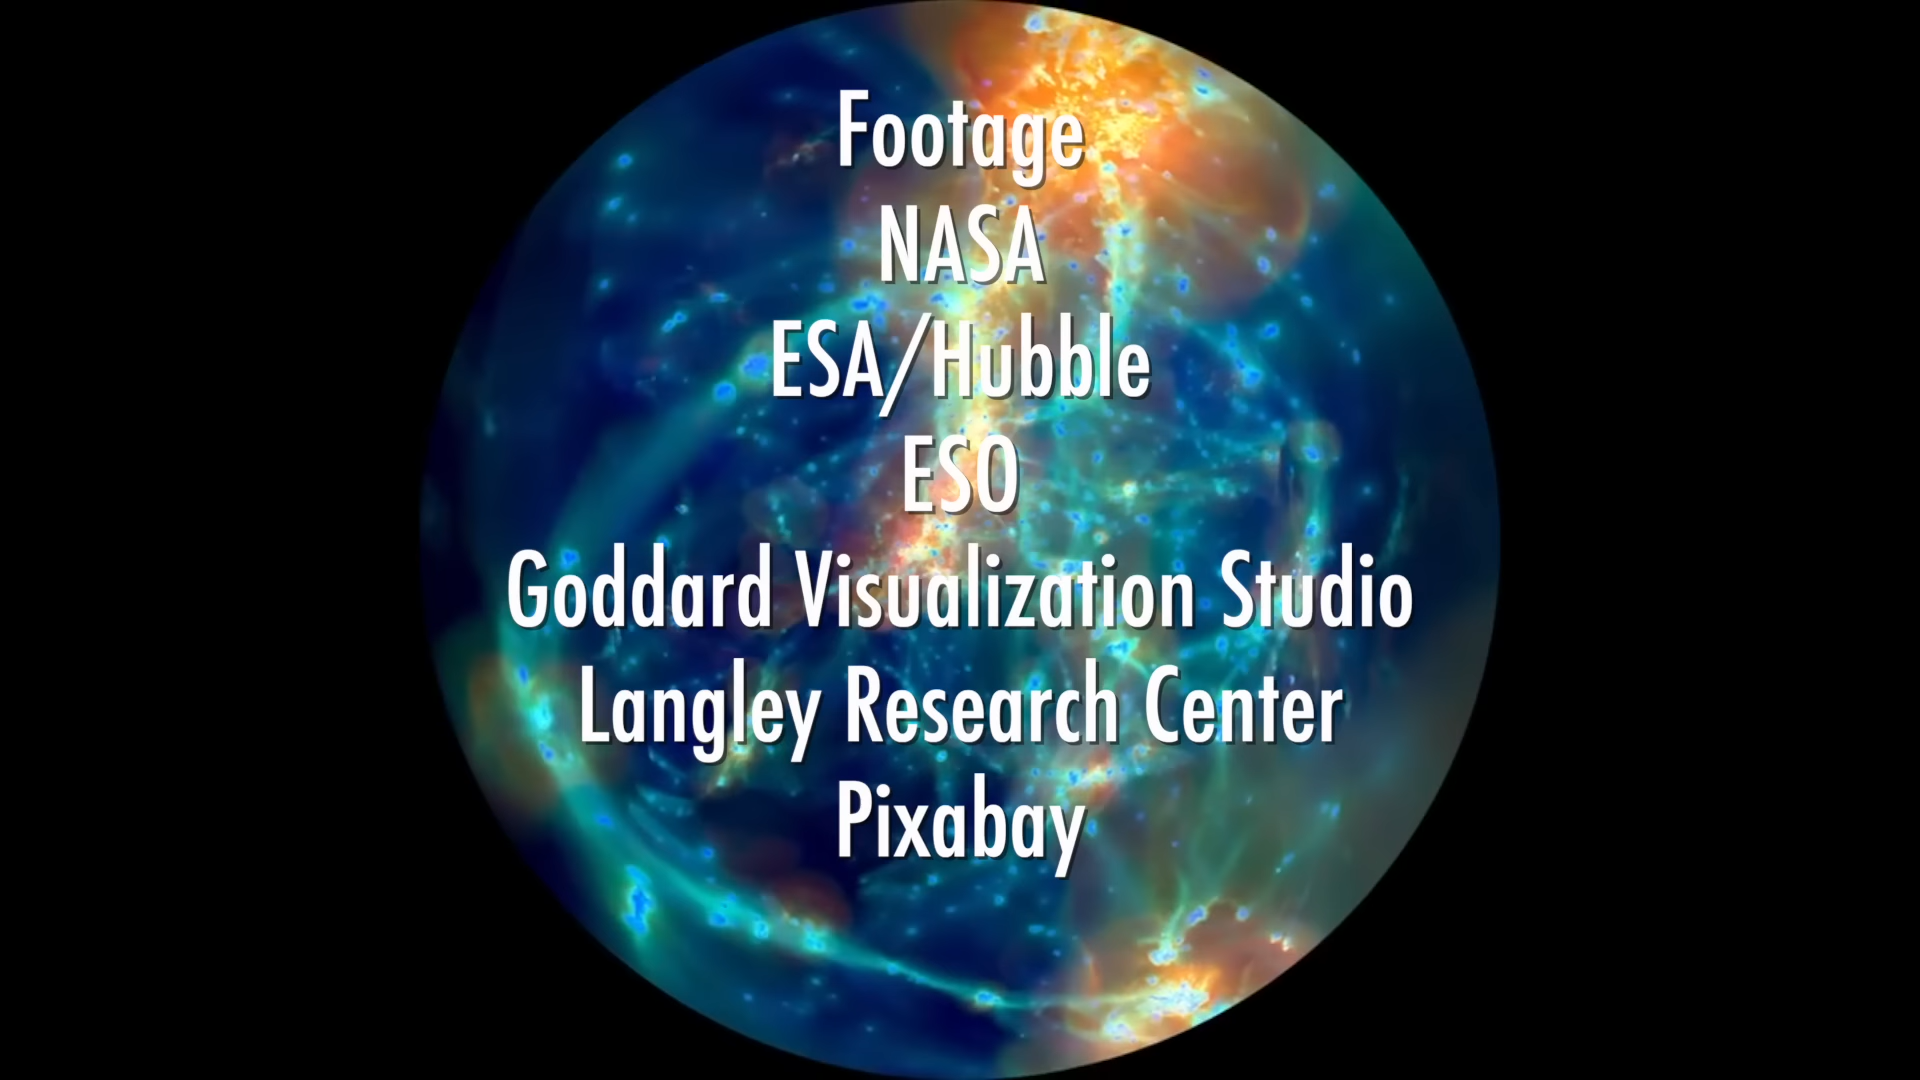 Footage
NASA
ESA/Hubble
ESO
Goddard Visualization Studio
Langley Research Center
Pixabay